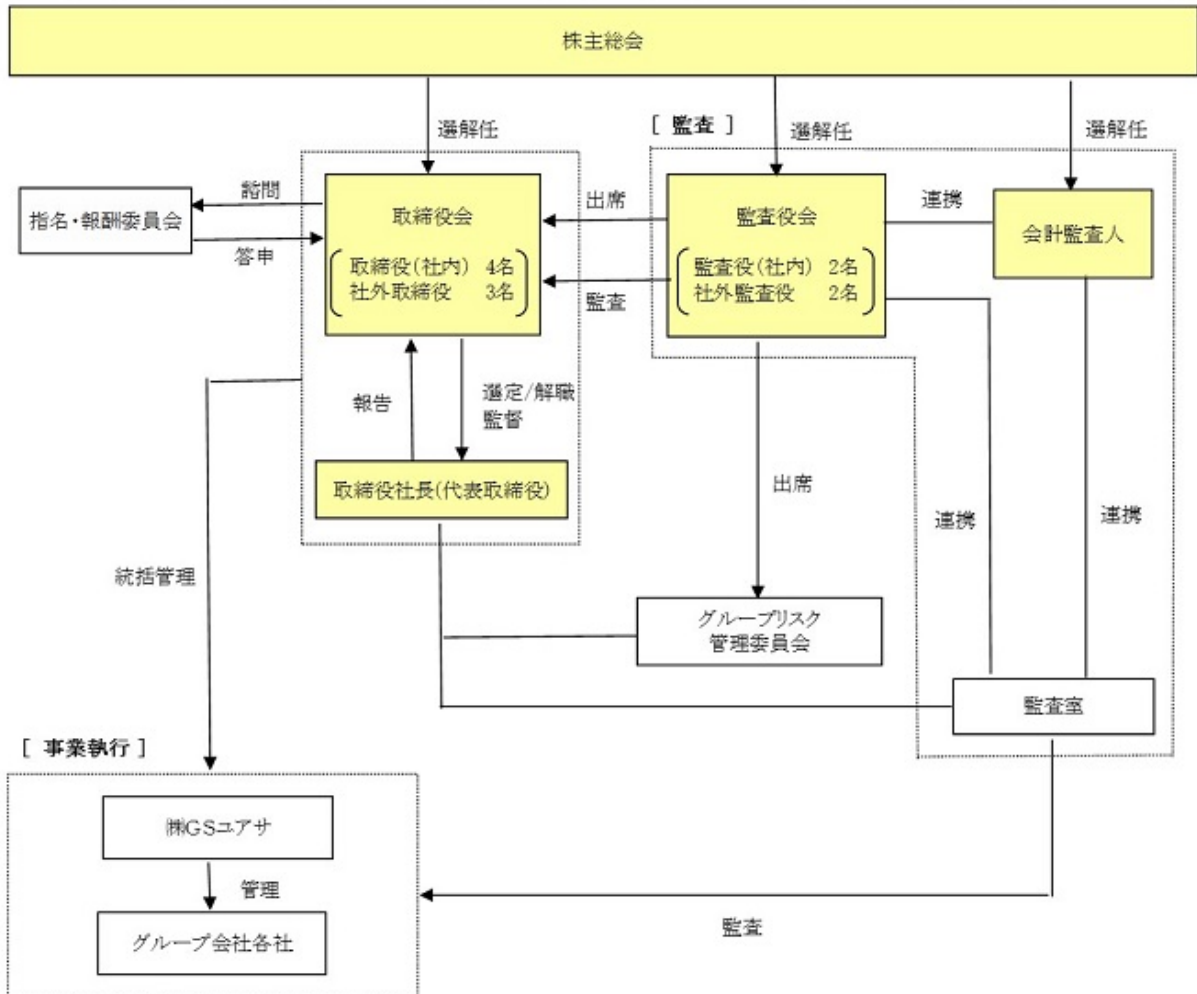 株主総会
選解任
[ 監査 ]
選解任
選解任
諮問
指名・報酬委員会
答申
取締役会
取締役(社内) 4名
社外取締役 3名
出席
監査
監査役会
監査役(社内) 2名
社外監査役 2名
連携
会計監査人
報告
選定/解職
監督
取締役社長(代表取締役)
出席
連携
連携
統括管理
グループリスク
管理委員会
監査室
[ 事業執行 ]
㈱GSユアサ
管理
グループ会社各社
監査